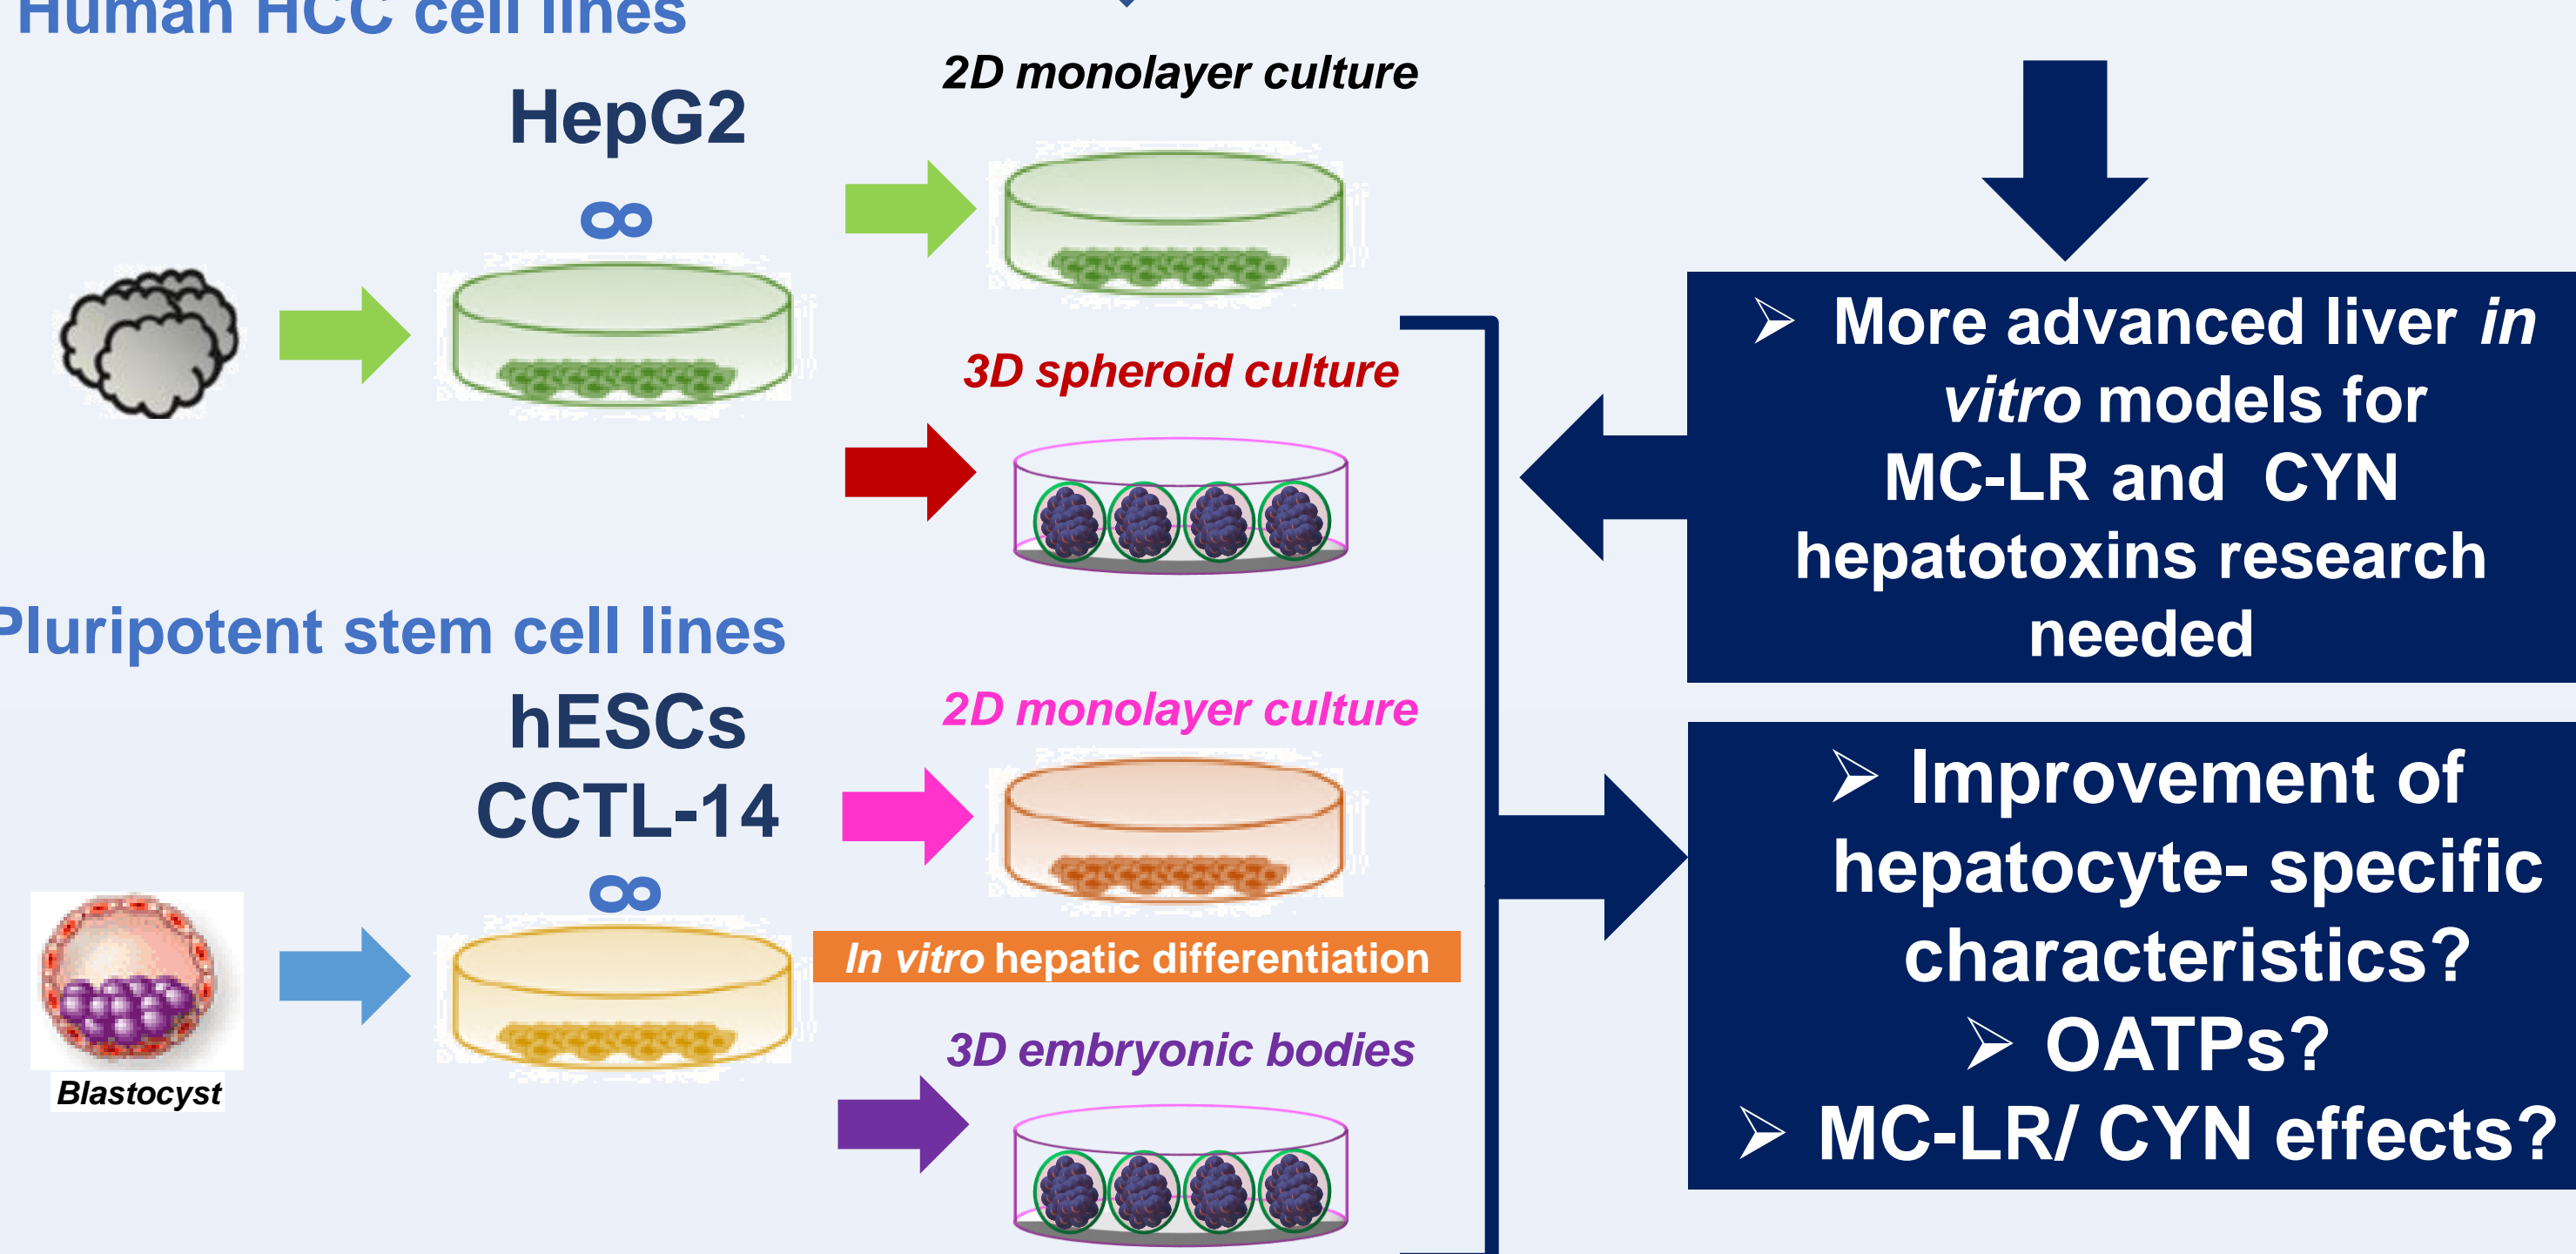 Human HCC cell lines
HepG2
∞
2D monolayer culture
3D spheroid culture
Pluripotent stem cell lines
hESCs
CCTL-14
∞
Blastocyst
2D monolayer culture
In vitro hepatic differentiation
3D embryonic bodies
➢ More advanced liver in
vitro models for
MC-LR and CYN
hepatotoxins research
needed
➢ Improvement of
hepatocyte- specific
characteristics?
➢ OATPs?
➢ MC-LR/ CYN effects?